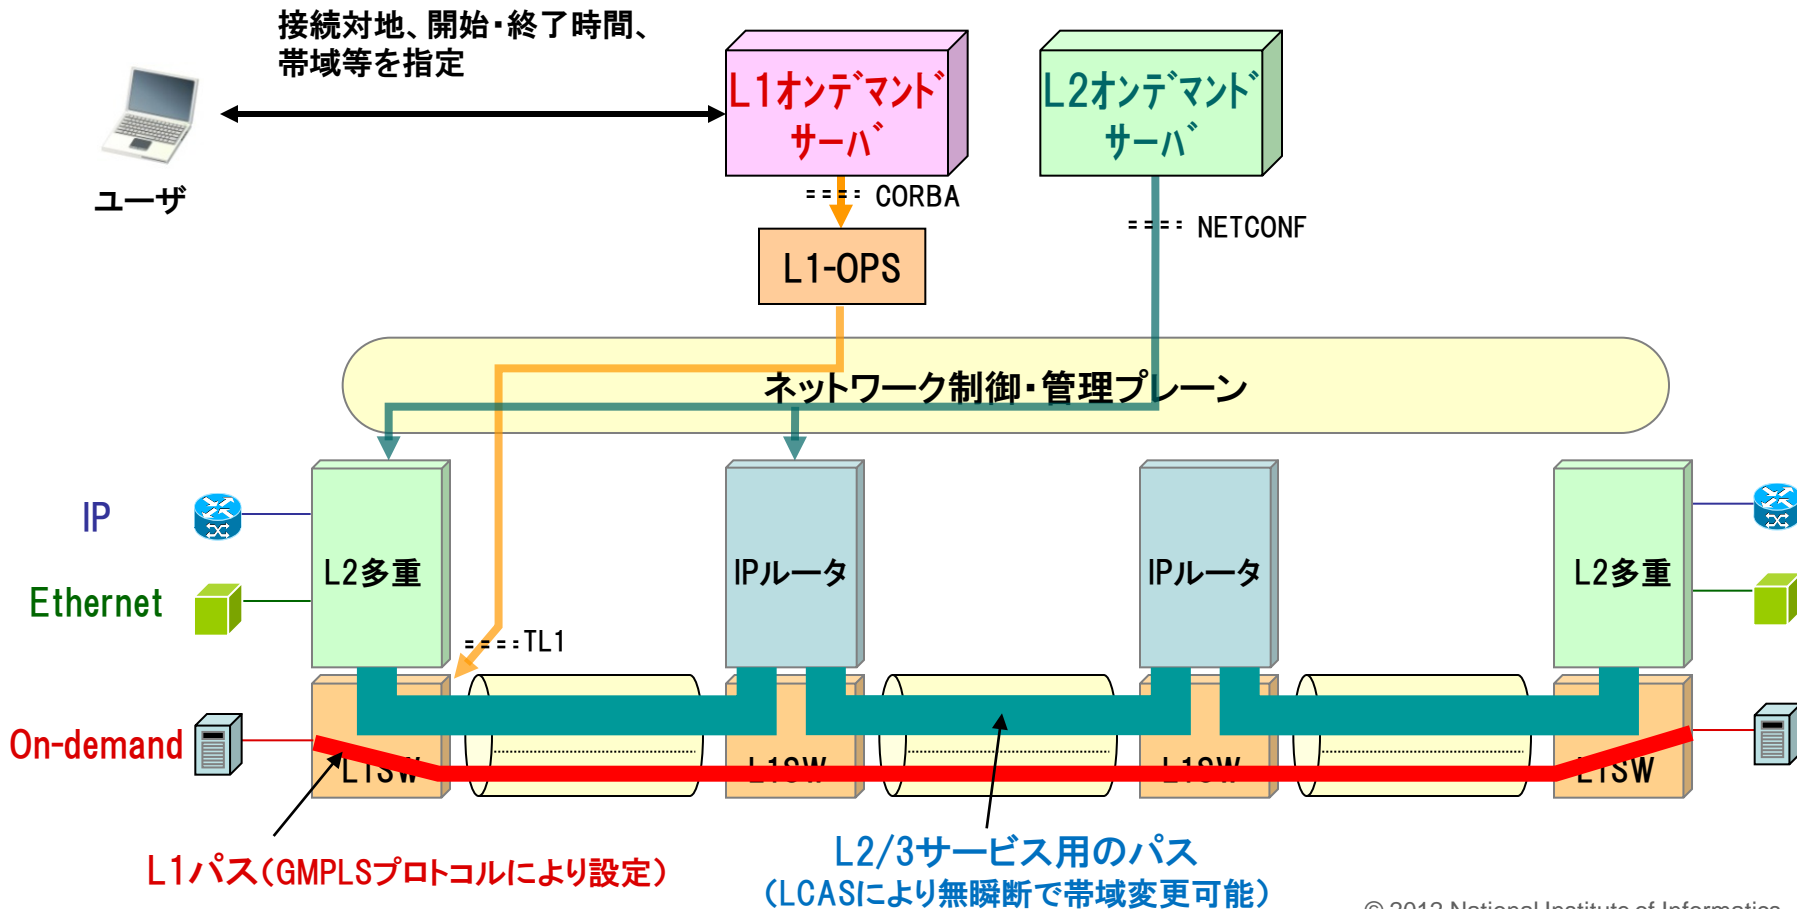 接続対地、開始・終了時間、
帯域等を指定
ユーザ
L1オンデマンド
サーバ
L2オンデマンド
サーバ
CORBA
NETCONF
L1-OPS
ネットワーク制御・管理プレーン
IP
Ethernet
On-demand
L2多重
IPルータ
IPルータ
L2多重
TL1
L1SW
L1SW
L1SW
L1SW
L1パス（GMPLSプロトコルにより設定）
L2/3サービス用のパス
（LCASにより無瞬断で帯域変更可能）
© 2012 National Institute of Informatics